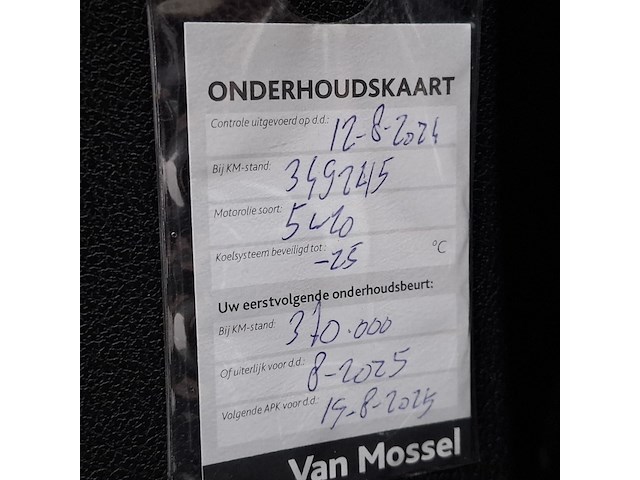 ONDERHOUDSKAART
Controle uitgevoerd op d.d.: 12-8-2024
Bij KM-stand: 349245
Motorolie soort: 5w20
Koelsysteem beveiligd tot: -25 °C
Uw eerstvolgende onderhoudsbeurt:
Bij KM-stand: 370.000
Of uiterlijk voor d.d.: 8-2025
Volgende APK voor d.d.: 19-8-2025
Van Mossel